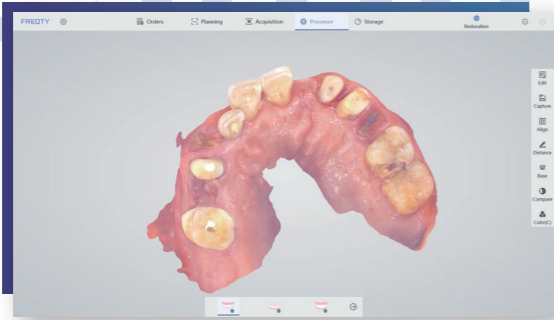 FREQTY
Orders
Planning
Acquisition
Processor
Storage
Restoration
Edit
Capture
Align
Distance
Base
Compare
Color(C)